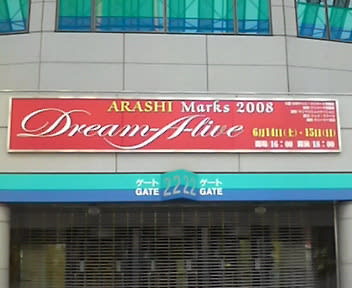 ARASHI Marks 2008
Dream-A-live
6月14日(土)・15日(日)
開場 16:00 開演 18:00
ゲート 22 ゲート
GATE GATE